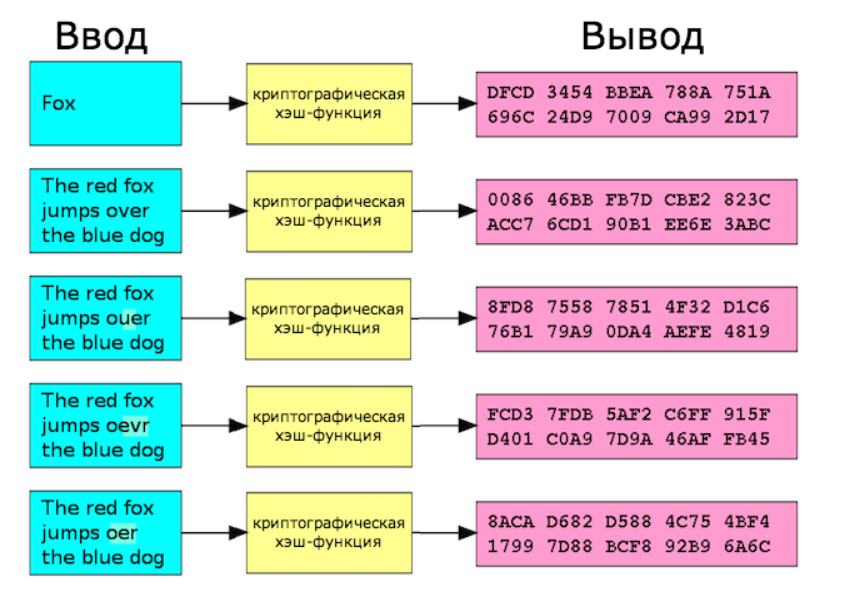 Ввод
Вывод
Fox
криптографическая
хэш-функция
DFCD 3454 BBEA 788A 751A
696C 24D9 7009 CA99 2D17
The red fox
jumps over
the blue dog
криптографическая
хэш-функция
0086 46BB FB7D CBE2 823C
ACC7 6CD1 90B1 EE6E 3ABC
The red fox
jumps ouer
the blue dog
криптографическая
хэш-функция
8FD8 7558 7851 4F32 D1C6
76B1 79A9 0DA4 AEFE 4819
The red fox
jumps oevr
the blue dog
криптографическая
хэш-функция
FCD3 7FDB 5AF2 C6FF 915F
D401 C0A9 7D9A 46AF FB45
The red fox
jumps oer
the blue dog
криптографическая
хэш-функция
8ACA D682 D588 4C75 4BF4
1799 7D88 BCF8 92B9 6A6C